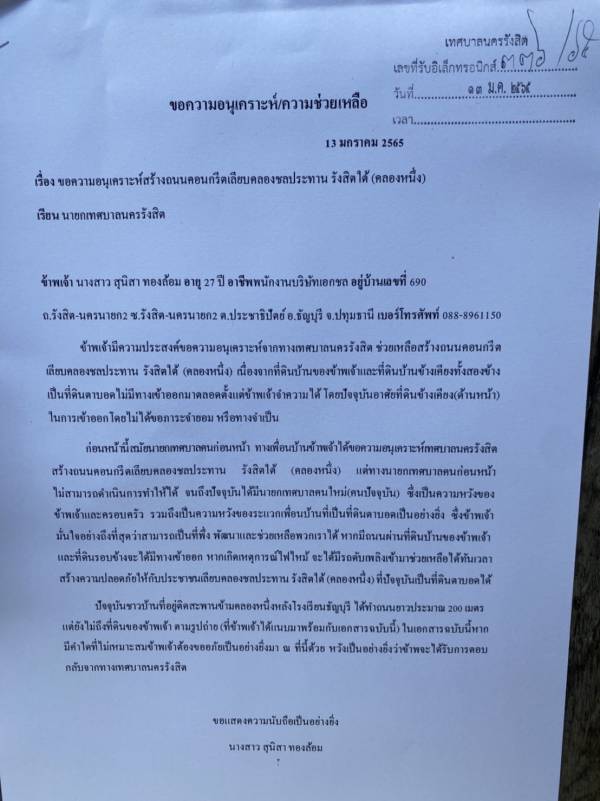 เทศบาลนครรังสิต
เลขที่รับอิเล็กทรอนิกส์.๓๓๖/๖๕
วันที่ ๑๓ ม.ค. ๒๕๖๕
เวลา
ขอความอนุเคราะห์/ความช่วยเหลือ
13 มกราคม 2565
เรื่อง ขอความอนุเคราะห์สร้างถนนคอนกรีตเลียบคลองชลประทาน รังสิตใต้ (คลองหนึ่ง)
เรียน นายกเทศบาลนครรังสิต
ข้าพเจ้า นางสาว สุนิสา ทองล้อม อายุ 27 ปี อาชีพพนักงานบริษัทเอกชล อยู่บ้านเลขที่ 690
ถ.รังสิต-นครนายก2 ซ.รังสิต-นครนายก2 ต.ประชาธิปัตย์ อ.ธัญบุรี จ.ปทุมธานี เบอร์โทรศัพท์ 088-8961150
ข้าพเจ้ามีความประสงค์ขอความอนุเคราะห์จากทางเทศบาลนครรังสิต ช่วยเหลือสร้างถนนคอนกรีต
เลียบคลองชลประทาน รังสิตใต้ (คลองหนึ่ง) เนื่องจากที่ดินบ้านของข้าพเจ้าและที่ดินบ้านข้างเคียงทั้งสองข้าง
เป็นที่ดินตาบอดไม่มีทางเข้าออกมาตลอดตั้งแต่ข้าพเจ้าจำความได้ โดยปัจจุบันอาศัยที่ดินข้างเคียง(ด้านหน้า)
ในการเข้าออกโดยไม่ได้ขอภาระจำยอม หรือทางจำเป็น
ก่อนหน้านี้สมัยนายกเทศบาลคนก่อนหน้า ทางเพื่อนบ้านข้าพเจ้าได้ขอความอนุเคราะห์เทศบาลนครรังสิต
สร้างถนนคอนกรีตเลียบคลองชลประทาน รังสิตใต้ (คลองหนึ่ง) แต่ทางนายกเทศบาลคนก่อนหน้า
ไม่สามารถดำเนินการทำให้ได้ จนถึงปัจจุบันได้มีนายกเทศบาลคนใหม่(คนปัจจุบัน) ซึ่งเป็นความหวังของ
ข้าพเจ้าและครอบครัว รวมถึงเป็นความหวังของระแวกเพื่อนบ้านที่เป็นที่ดินตาบอดเป็นอย่างยิ่ง ซึ่งข้าพเจ้า
มั่นใจอย่างถึงที่สุดว่าสามารถเป็นที่พึ่ง พัฒนาและช่วยเหลือพวกเราได้ หากมีถนนผ่านที่ดินบ้านของข้าพเจ้า
และที่ดินรอบข้างจะได้มีทางเข้าออก หากเกิดเหตุการณ์ไฟไหม้ จะได้มีรถดับเพลิงเข้ามาช่วยเหลือได้ทันเวลา
สร้างความปลอดภัยให้กับประชาชนเลียบคลองชลประทาน รังสิตใต้ (คลองหนึ่ง) ที่ปัจจุบันเป็นที่ดินตาบอดได้
ปัจจุบันชาวบ้านที่อยู่ติดสะพานข้ามคลองหนึ่งหลังโรงเรียนธัญบุรี ได้ทำถนนยาวประมาณ 200 เมตร
แต่ยังไม่ถึงที่ดินของข้าพเจ้า ตามรูปถ่าย (ที่ข้าพเจ้าได้แนบมาพร้อมกับเอกสารฉบับนี้) ในเอกสารฉบับนี้หาก
มีคำใดที่ไม่เหมาะสมข้าพเจ้าต้องขออภัยเป็นอย่างยิ่งมา ณ ที่นี้ด้วย หวังเป็นอย่างยิ่งว่าข้าพจะได้รับการตอบ
กลับจากทางเทศบาลนครรังสิต
ขอแสดงความนับถือเป็นอย่างยิ่ง
นางสาว สุนิสา ทองล้อม